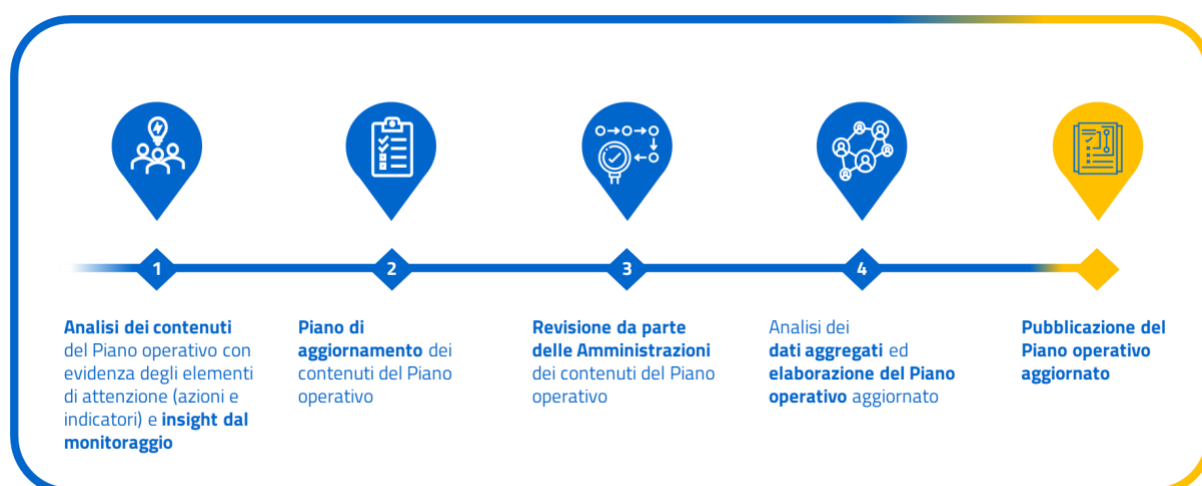 1
Analisi dei contenuti
del Piano operativo con
evidenza degli elementi
di attenzione (azioni e
indicatori) e insight dal
monitoraggio
2
Piano di
aggiornamento dei
contenuti del Piano
operativo
3
Revisione da parte
delle Amministrazioni
dei contenuti del Piano
operativo
4
Analisi dei
dati aggregati ed
elaborazione del Piano
operativo aggiornato
Pubblicazione del
Piano operativo
aggiornato